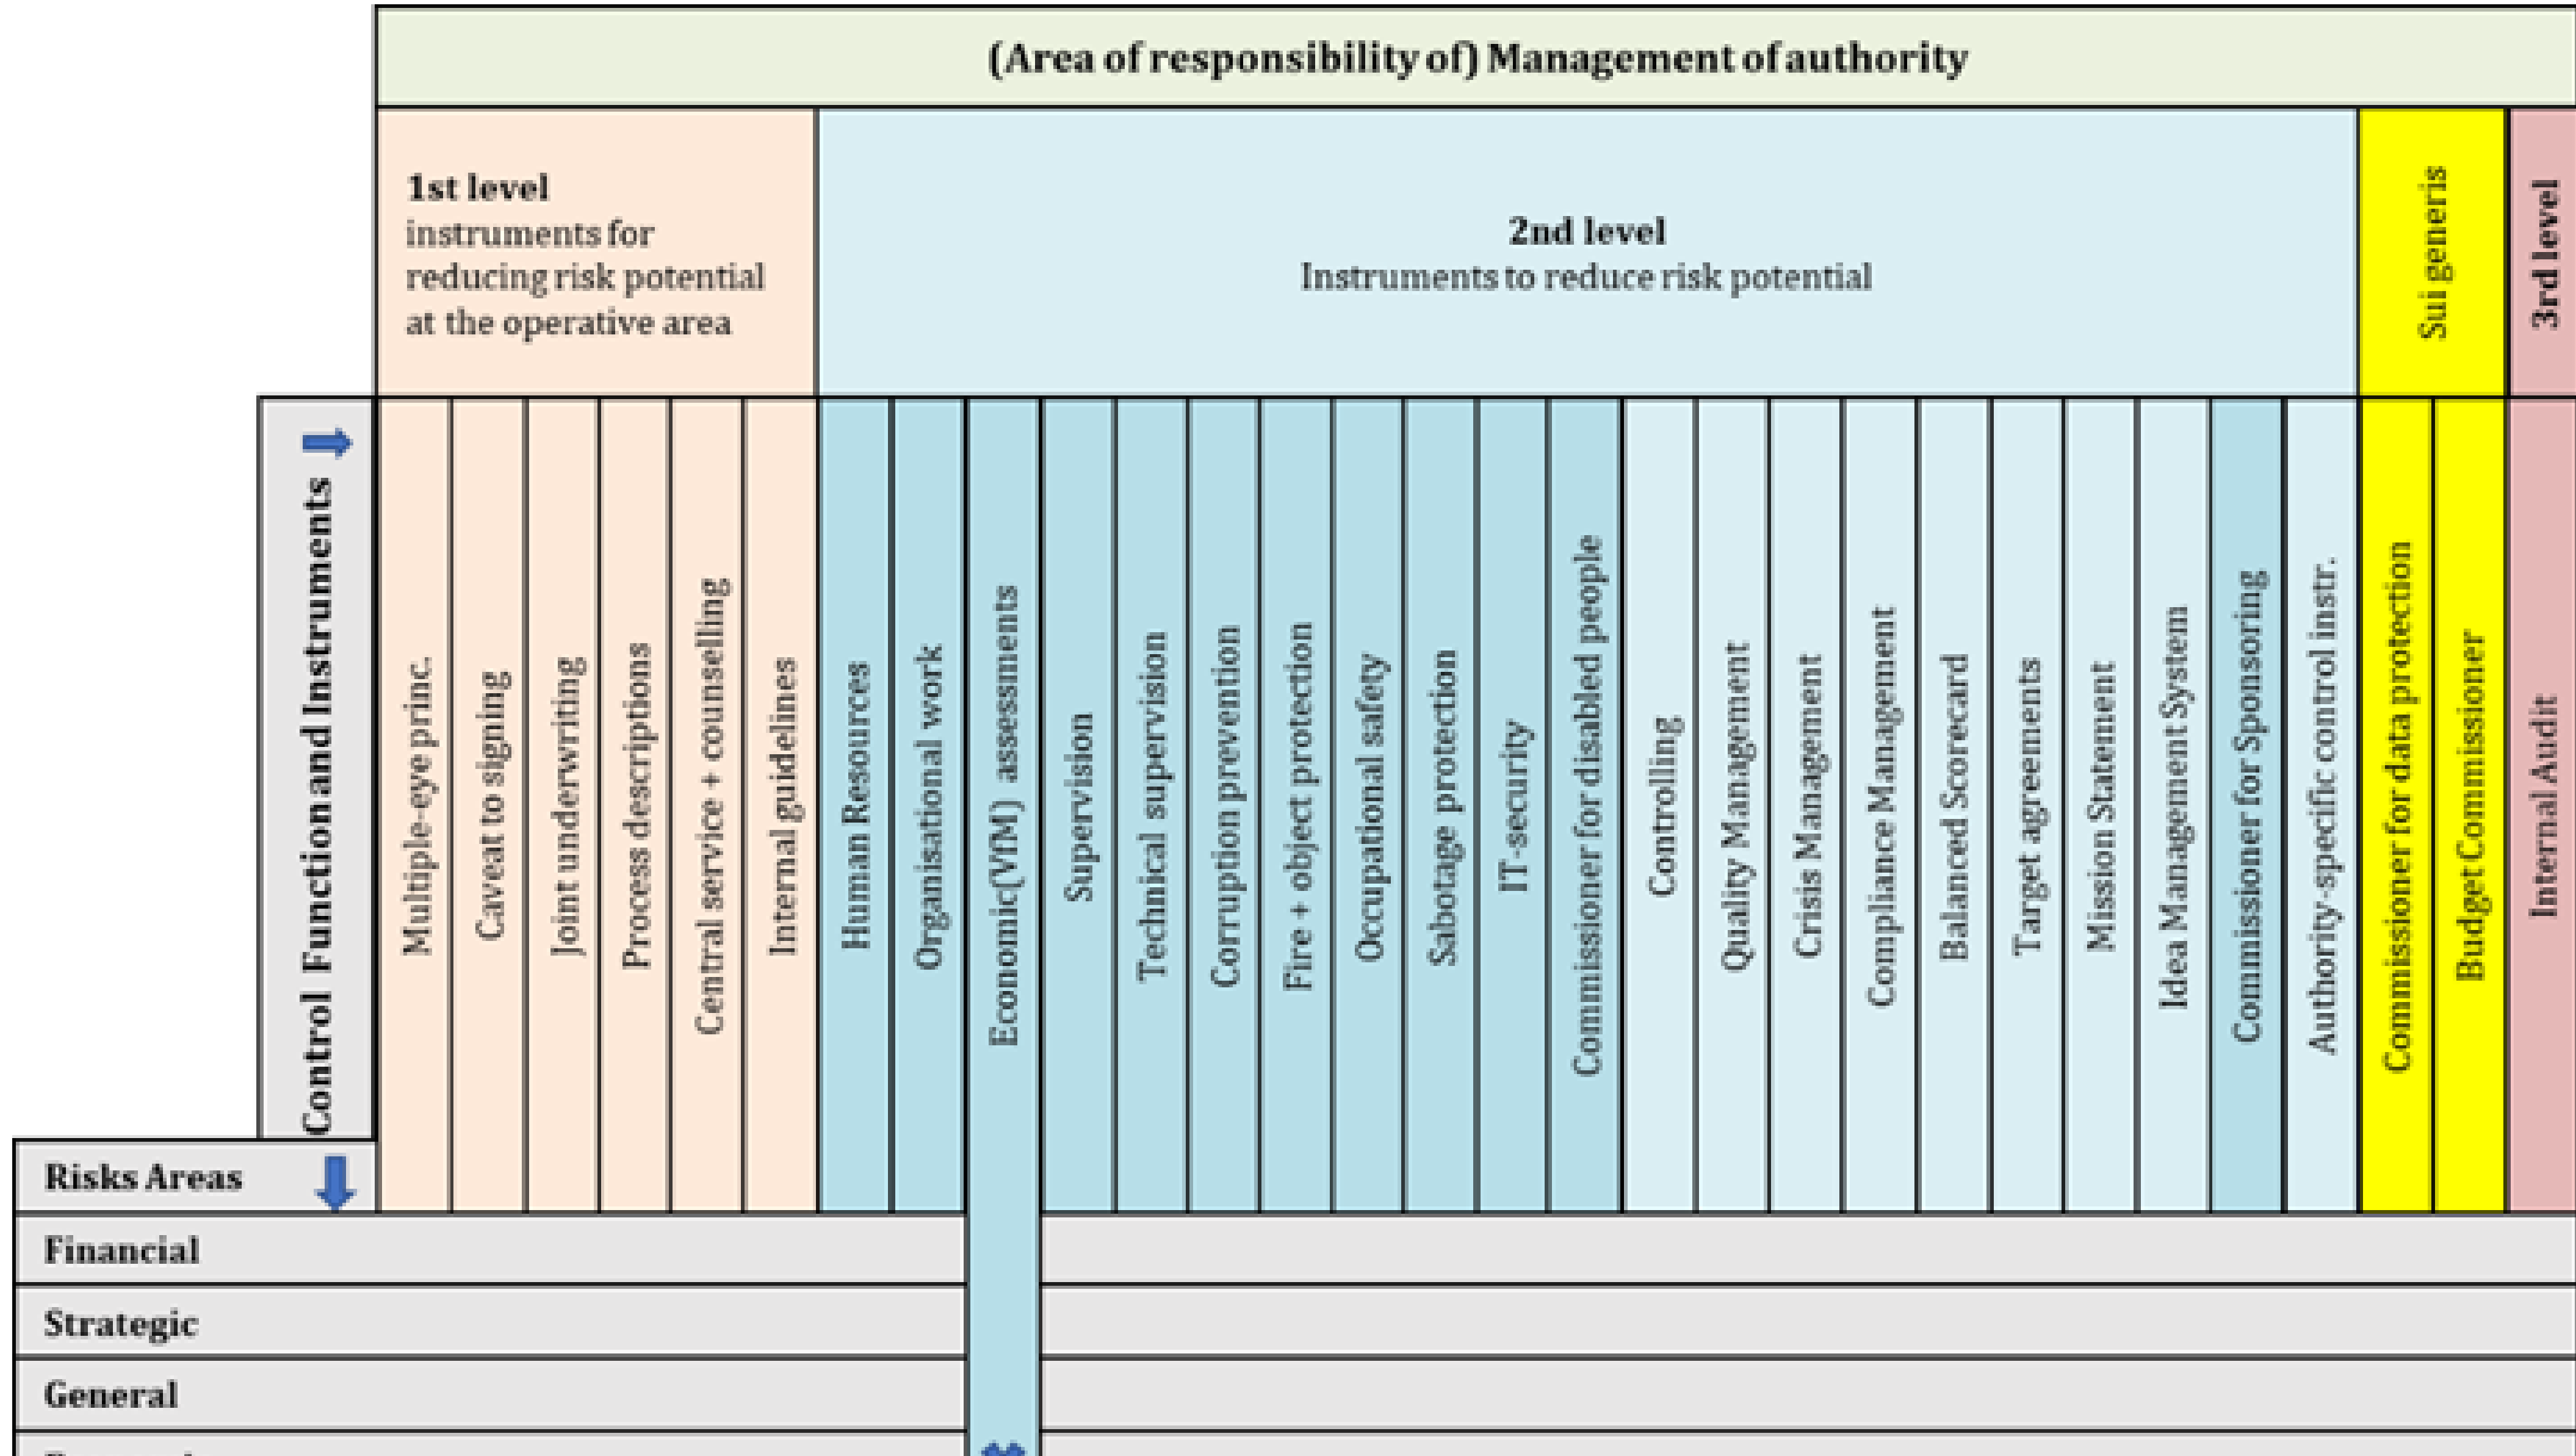 (Area of responsibility of) Management of authority
1st level
instruments for
reducing risk potential
at the operative area
2nd level
Instruments to reduce risk potential
Sui generis
3rd level
Control Function and Instruments
Multiple-eye princ.
Caveat to signing
Joint underwriting
Process descriptions
Central service + counselling
Internal guidelines
Human Resources
Organisational work
Economic(VfM) assessments
Supervision
Technical supervision
Corruption prevention
Fire + object protection
Occupational safety
Sabotage protection
IT-security
Commissioner for disabled people
Controlling
Quality Management
Crisis Management
Compliance Management
Balanced Scorecard
Target agreements
Mission Statement
Idea Management System
Commissioner for Sponsoring
Authority-specific control instr.
Commissioner for data protection
Budget Commissioner
Internal Audit
Risks Areas
Financial
Strategic
General